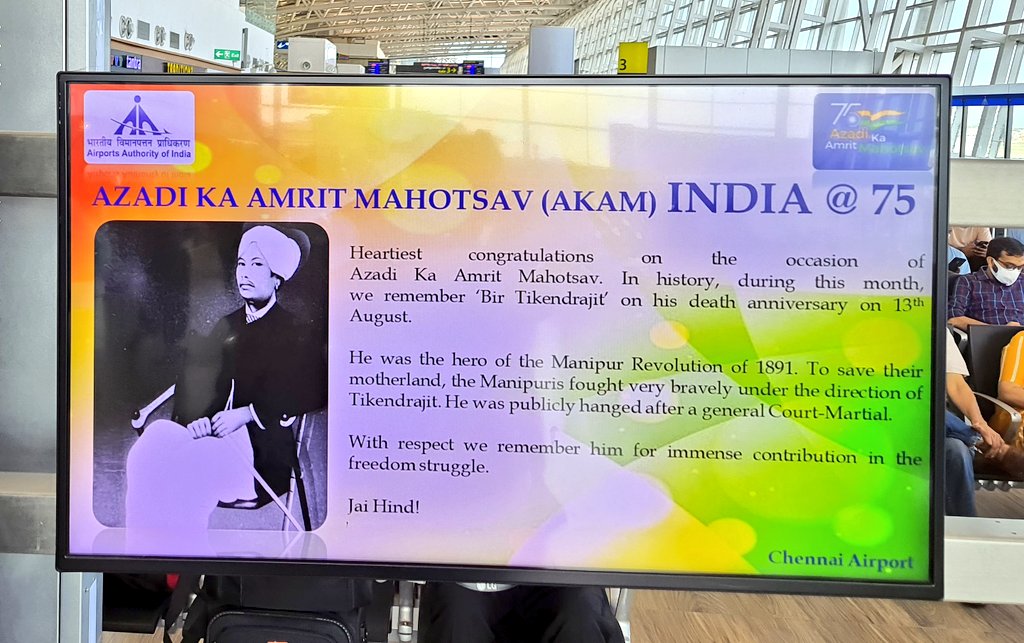 Exit
3
भारतीय विमानपत्तन प्राधिकरण
Airports Authority of India
75
Azadi Ka
Amrit Mahotsav
AZADI KA AMRIT MAHOTSAV (AKAM) INDIA @ 75
Heartiest congratulations on the occasion of
Azadi Ka Amrit Mahotsav. In history, during this month,
we remember 'Bir Tikendrajit' on his death anniversary on 13th
August.
He was the hero of the Manipur Revolution of 1891. To save their
motherland, the Manipuris fought very bravely under the direction of
Tikendrajit. He was publicly hanged after a general Court-Martial.
With respect we remember him for immense contribution in the
freedom struggle.
Jai Hind!
Chennai Airport
LG